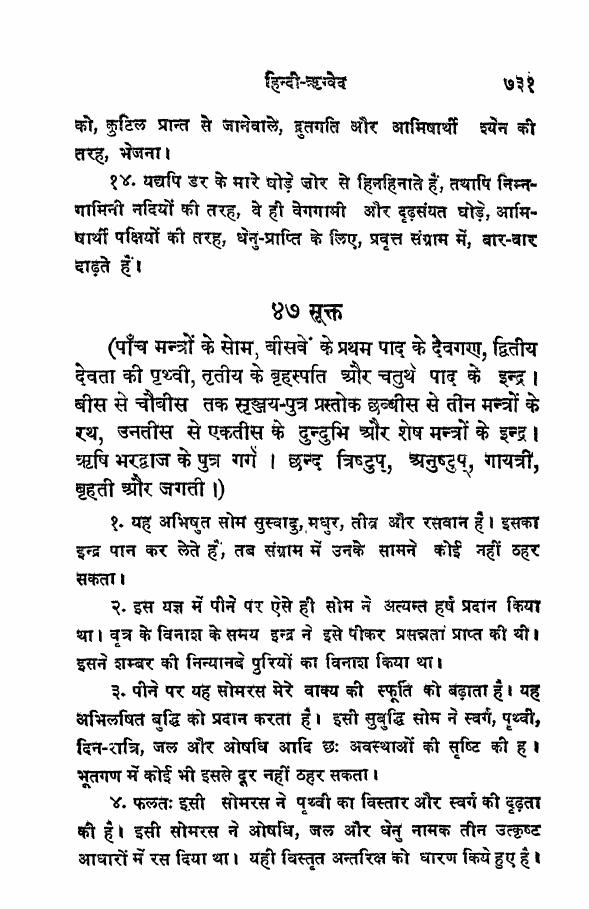 हिन्दी-ऋग्वेद ७३१
को, कुटिल प्रान्त से जानेवाले, द्रुतगति और आमिषार्थी श्येन की
तरह, भेजना।
१४. यद्यपि डर के मारे घोड़े जोर से हिनहिनाते हैं, तथापि निम्न-
गामिनी नदियों की तरह, वे ही वेगगामी और दृढ़संयत घोड़े, आमि-
षार्थी पक्षियों की तरह, धेनु-प्राप्ति के लिए, प्रवृत्त संग्राम में, बार-बार
दाढ़ते हैं।
४७ सूक्त
(पाँच मन्त्रों के सोम, बीसवें के प्रथम पाद के देवगण, द्वितीय
देवता की पृथ्वी, तृतीय के बृहस्पति और चतुर्थ पाद के इन्द्र।
बीस से चौबीस तक सृञ्जय-पुत्र प्रस्तोक छब्बीस से तीन मन्त्रों के
रथ, उनतीस से एकतीस के दुन्दुभि और शेष मन्त्रों के इन्द्र।
ऋषि भरद्वाज के पुत्र गर्ग। छन्द त्रिष्टुप्, अनुष्टुप्, गायत्री,
बृहती और जगती।)
१. यह अभिषुत सोम सुस्वादु, मधुर, तीव्र और रसवान है। इसका
इन्द्र पान कर लेते हैं, तब संग्राम में उनके सामने कोई नहीं ठहर
सकता।
२. इस यज्ञ में पीने पर ऐसे ही सोम ने अत्यन्त हर्ष प्रदान किया
था। वृत्र के विनाश के समय इन्द्र ने इसे पीकर प्रसन्नता प्राप्त की थी।
इसने शम्बर की निन्यानबे पुरियों का विनाश किया था।
३. पीने पर यह सोमरस मेरे वाक्य की स्फूर्ति को बढ़ाता है। यह
अभिलषित बुद्धि को प्रदान करता है। इसी सुबुद्धि सोम ने स्वर्ग, पृथ्वी,
दिन-रात्रि, जल और ओषधि आदि छः अवस्थाओं की सृष्टि की ह।
भूतगण में कोई भी इससे दूर नहीं ठहर सकता।
४. फलतः इसी सोमरस ने पृथ्वी का विस्तार और स्वर्ग की दृढ़ता
की है। इसी सोमरस ने ओषधि, जल और धेनु नामक तीन उत्कृष्ट
आधारों में रस दिया था। यही विस्तृत अन्तरिक्ष को धारण किये हुए है।